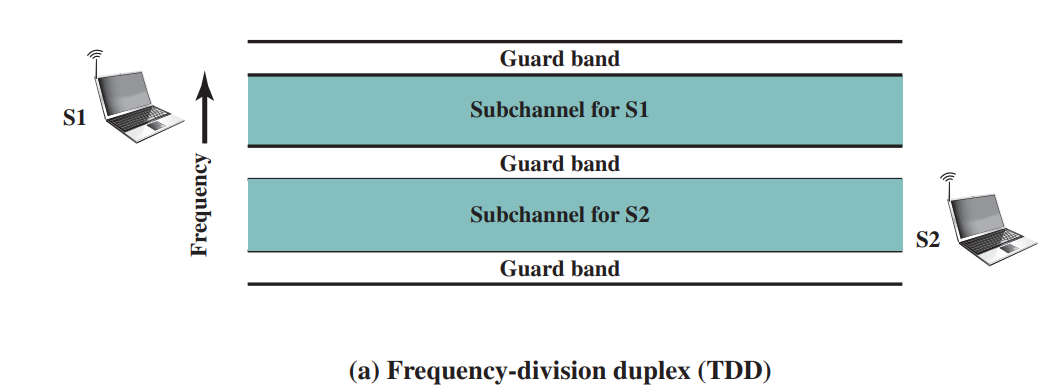 Guard band
S1
Subchannel for S1
Frequency
Guard band
Subchannel for S2
S2
Guard band
(a) Frequency-division duplex (TDD)